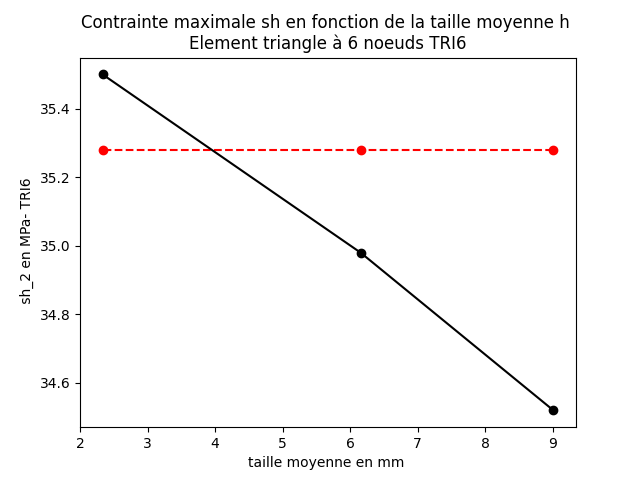 Contrainte maximale sh en fonction de la taille moyenne h
Element triangle à 6 noeuds TRI6
35.4
35.2
35.0
34.8
34.6
sh_2 en MPa- TRI6
2 3 4 5 6 7 8 9
taille moyenne en mm